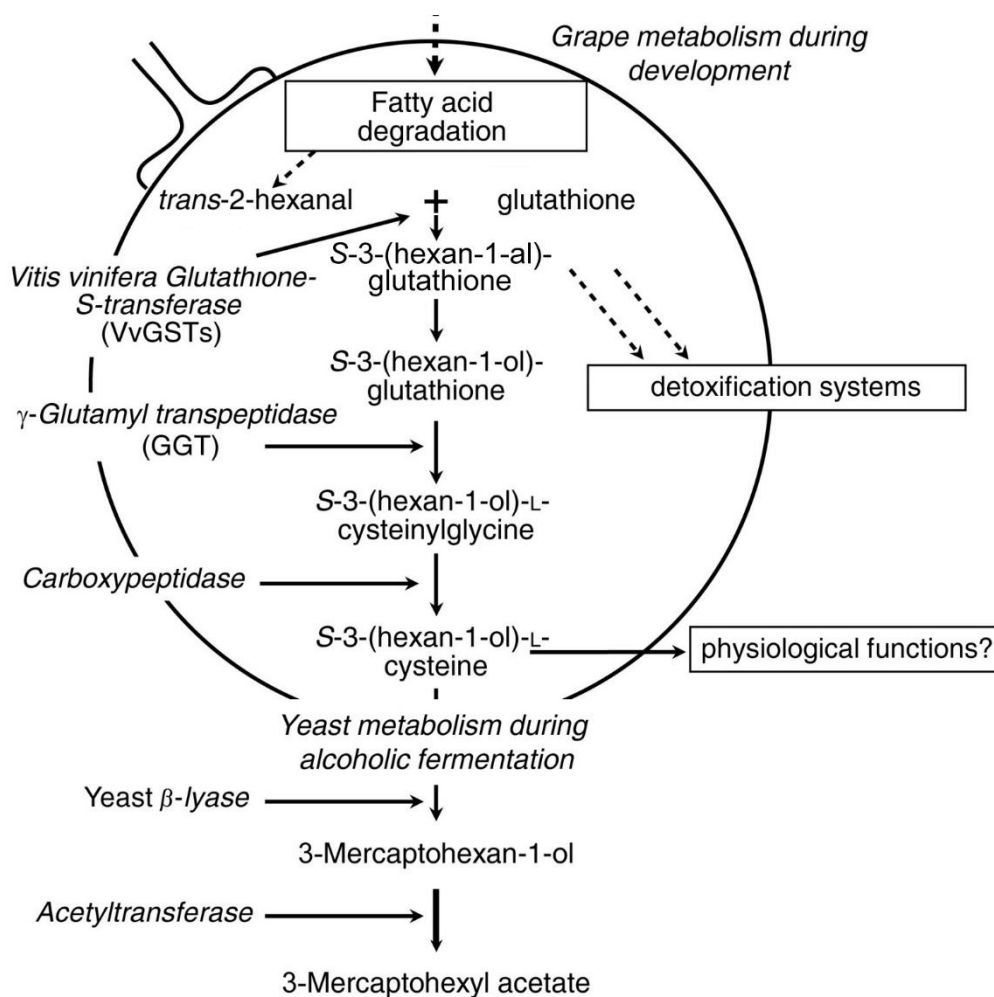 Grape metabolism during
development
Fatty acid
degradation
trans-2-hexanal + glutathione
S-3-(hexan-1-al)-
glutathione
Vitis vinifera Glutathione-
S-transferase
(VvGSTs)
S-3-(hexan-1-ol)-
glutathione
detoxification systems
γ-Glutamyl transpeptidase
(GGT)
S-3-(hexan-1-ol)-L-
cysteinylglycine
Carboxypeptidase
S-3-(hexan-1-ol)-L-
cysteine
physiological functions?
Yeast metabolism during
alcoholic fermentation
Yeast β-lyase
3-Mercaptohexan-1-ol
Acetyltransferase
3-Mercaptohexyl acetate